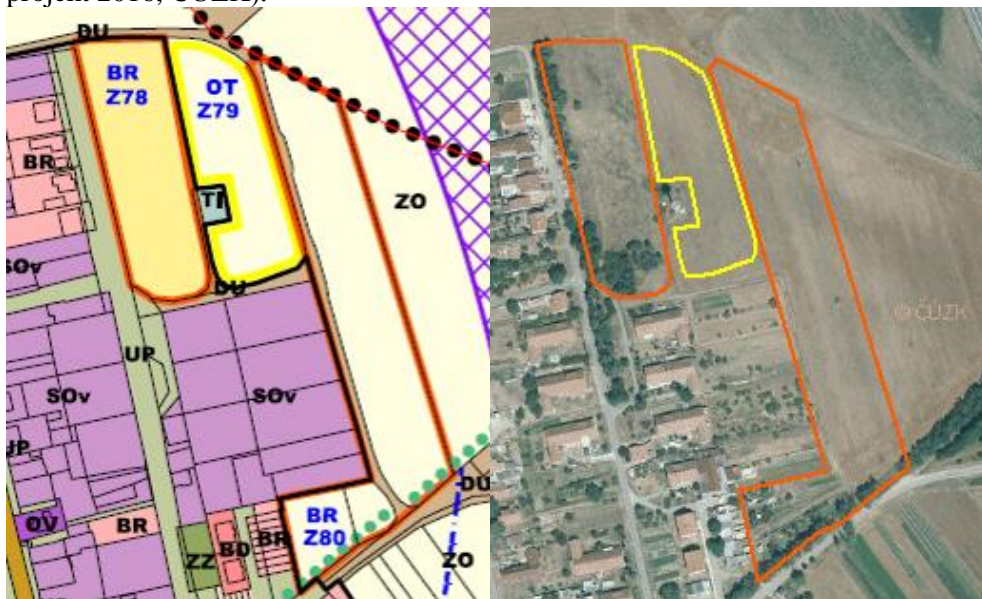 projekt 2018, ČÚZK).
DU
BR
Z78
OT
Z79
BR
TI
ZO
SOv
DU
UP
SOv
SOv
UP
DU
OV
BR
ZZ
BD
BR
BR
Z80
ZO
© ČÚZK